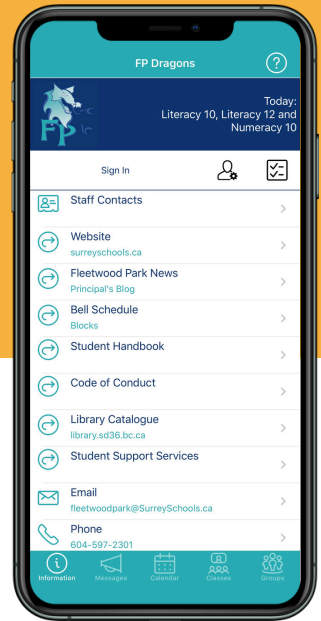 FP Dragons
?
FP
Today:
Literacy 10, Literacy 12 and
Numeracy 10
Sign In
Staff Contacts
Website
surreyschools.ca
Fleetwood Park News
Principal's Blog
Bell Schedule
Blocks
Student Handbook
Code of Conduct
Library Catalogue
library.sd36.bc.ca
Student Support Services
Email
fleetwoodpark@SurreySchools.ca
Phone
604-597-2301
Information Messages Calendar Classes Groups